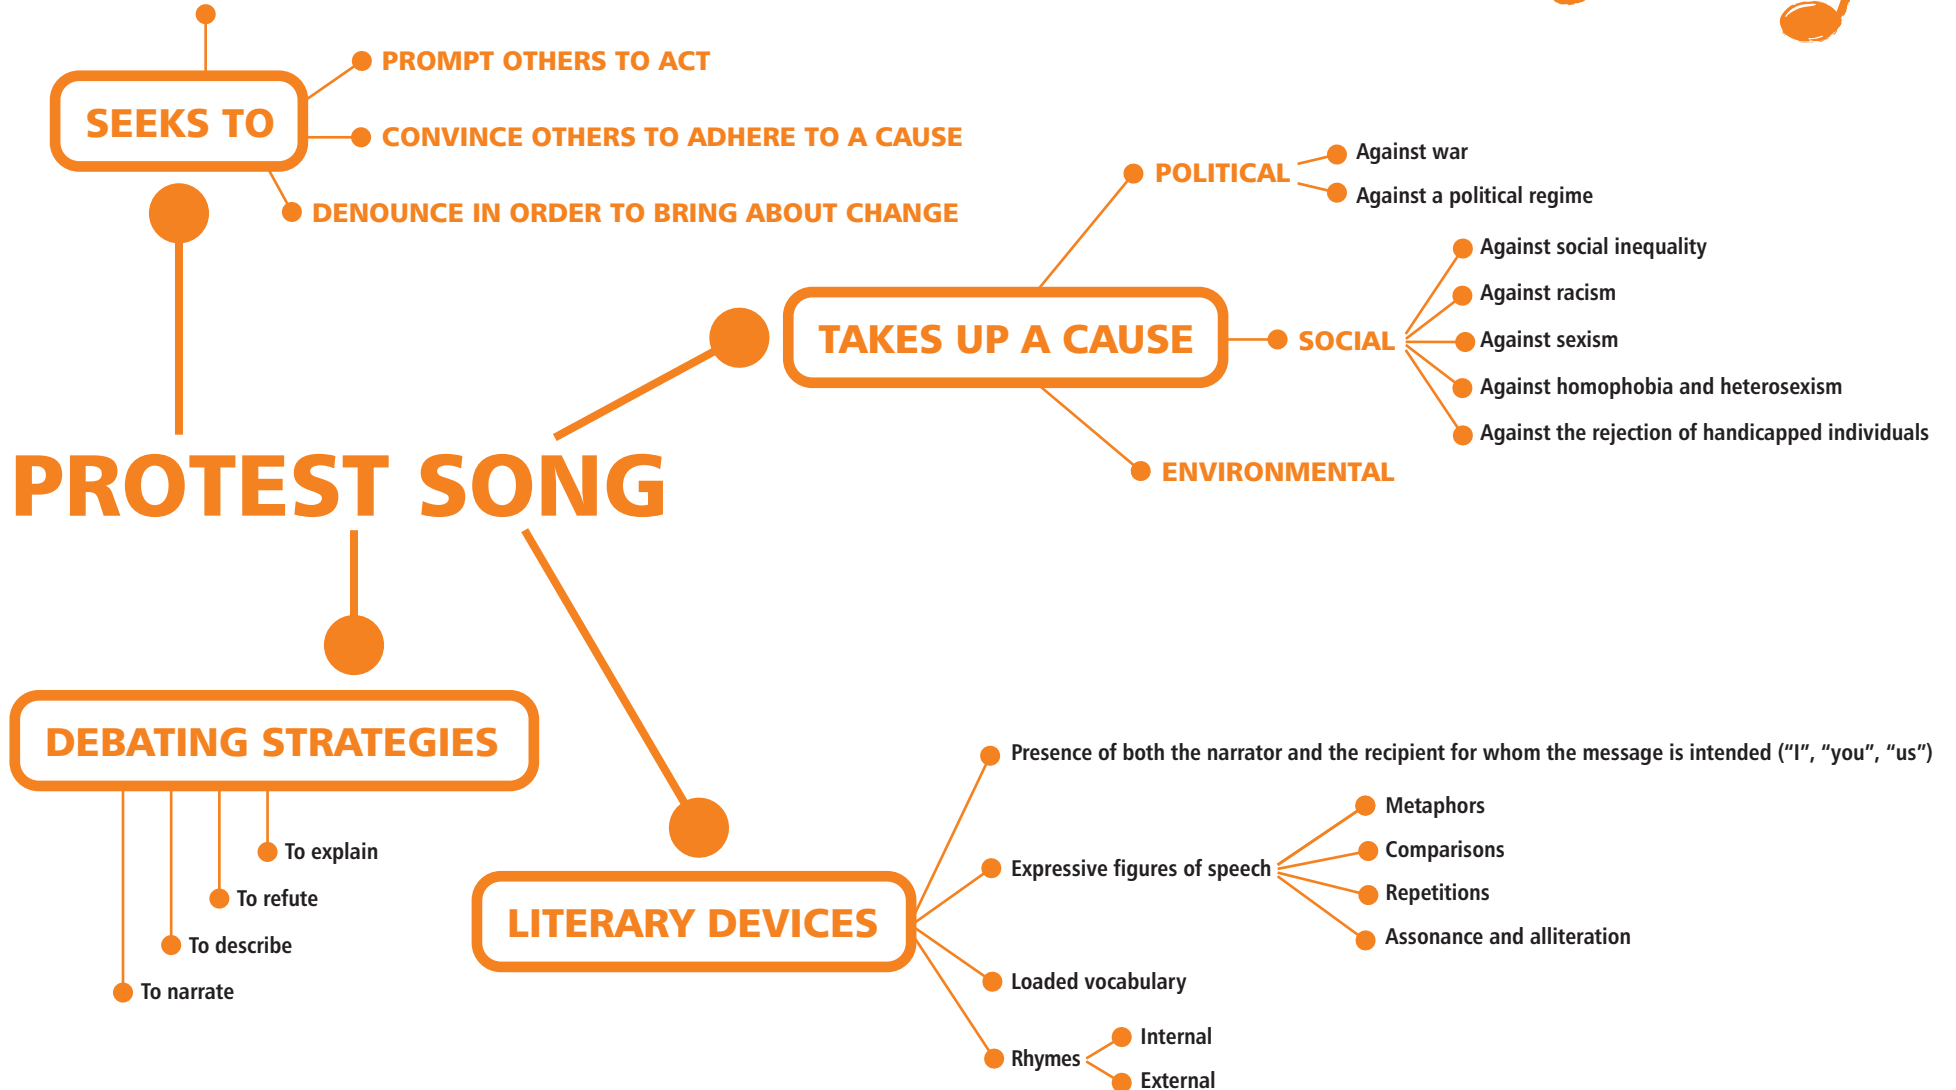 PROMPT OTHERS TO ACT
SEEKS TO
CONVINCE OTHERS TO ADHERE TO A CAUSE
DENOUNCE IN ORDER TO BRING ABOUT CHANGE
TAKES UP A CAUSE
POLITICAL
Against war
Against a political regime
SOCIAL
Against social inequality
Against racism
Against sexism
Against homophobia and heterosexism
Against the rejection of handicapped individuals
ENVIRONMENTAL
PROTEST SONG
DEBATING STRATEGIES
To explain
To refute
To describe
To narrate
LITERARY DEVICES
Presence of both the narrator and the recipient for whom the message is intended (“I”, “you”, “us”)
Expressive figures of speech
Metaphors
Comparisons
Repetitions
Assonance and alliteration
Loaded vocabulary
Rhymes
Internal
External